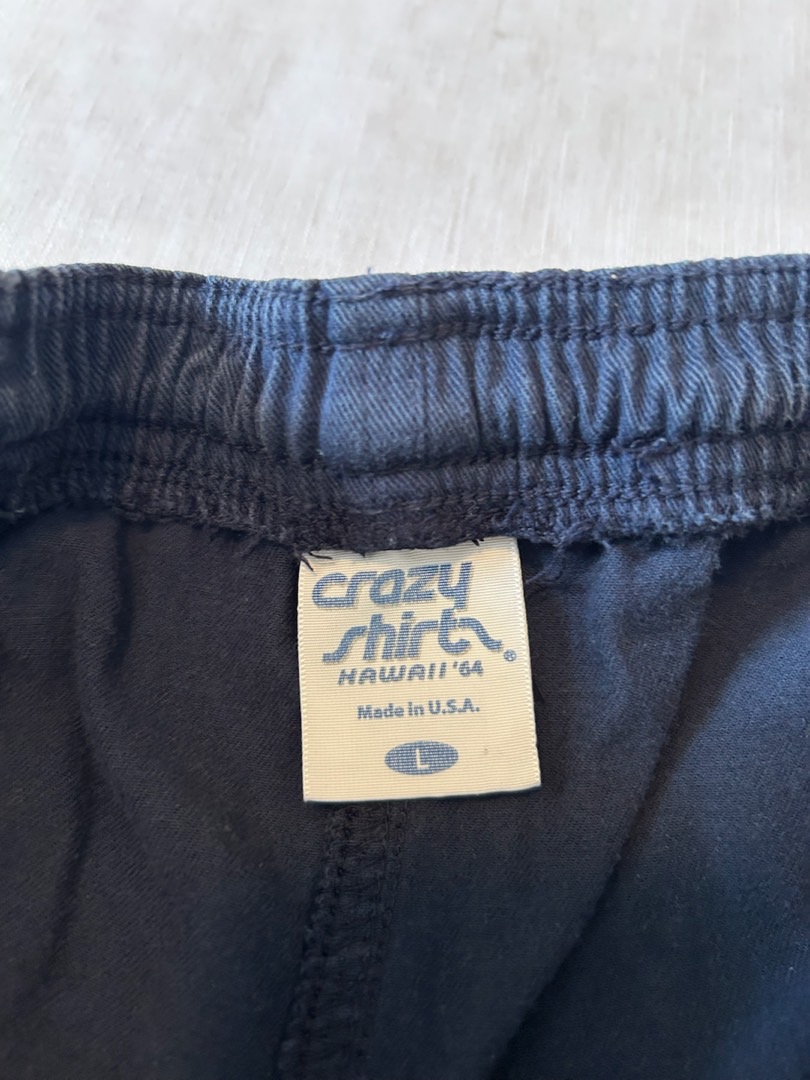 crazy
shirts®
HAWAII '64
Made in U.S.A.
L